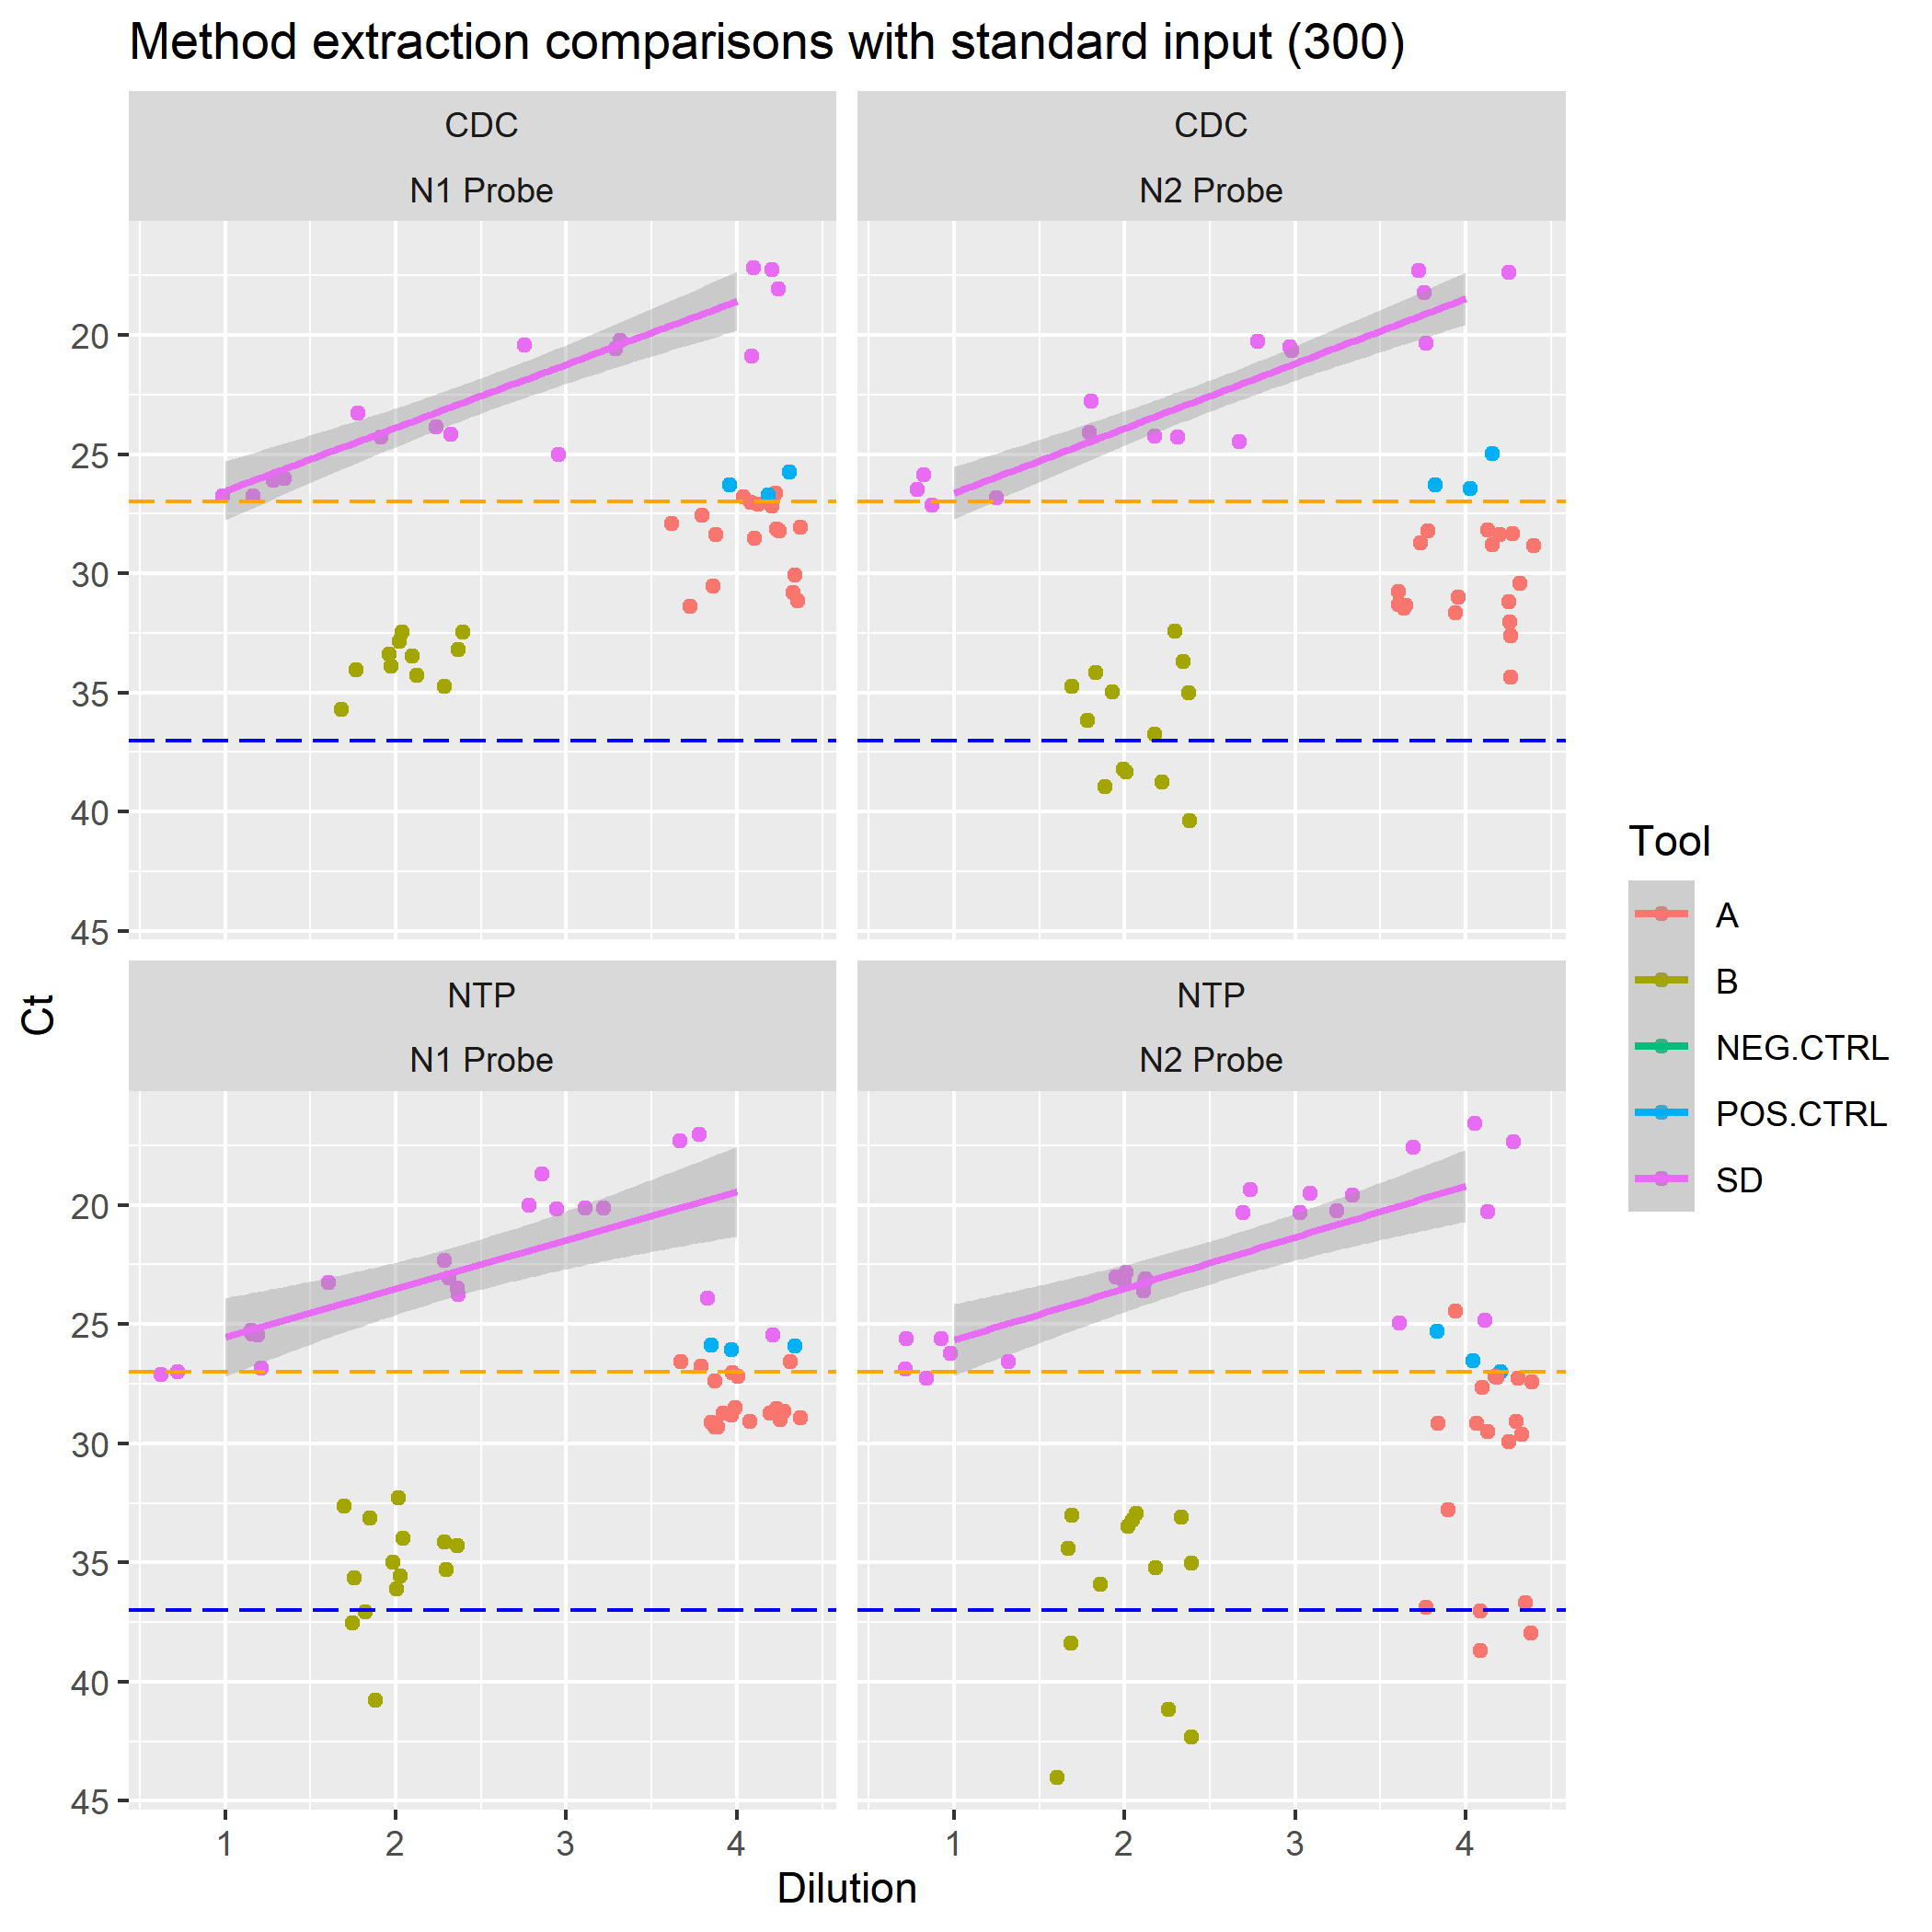 Method extraction comparisons with standard input (300)
CDC
N1 Probe
CDC
N2 Probe
20
25
30
35
40
45
NTP
N1 Probe
NTP
N2 Probe
20
25
30
35
40
45
1
2
3
4
1
2
3
4
Ct
Dilution
Tool
A
B
NEG.CTRL
POS.CTRL
SD